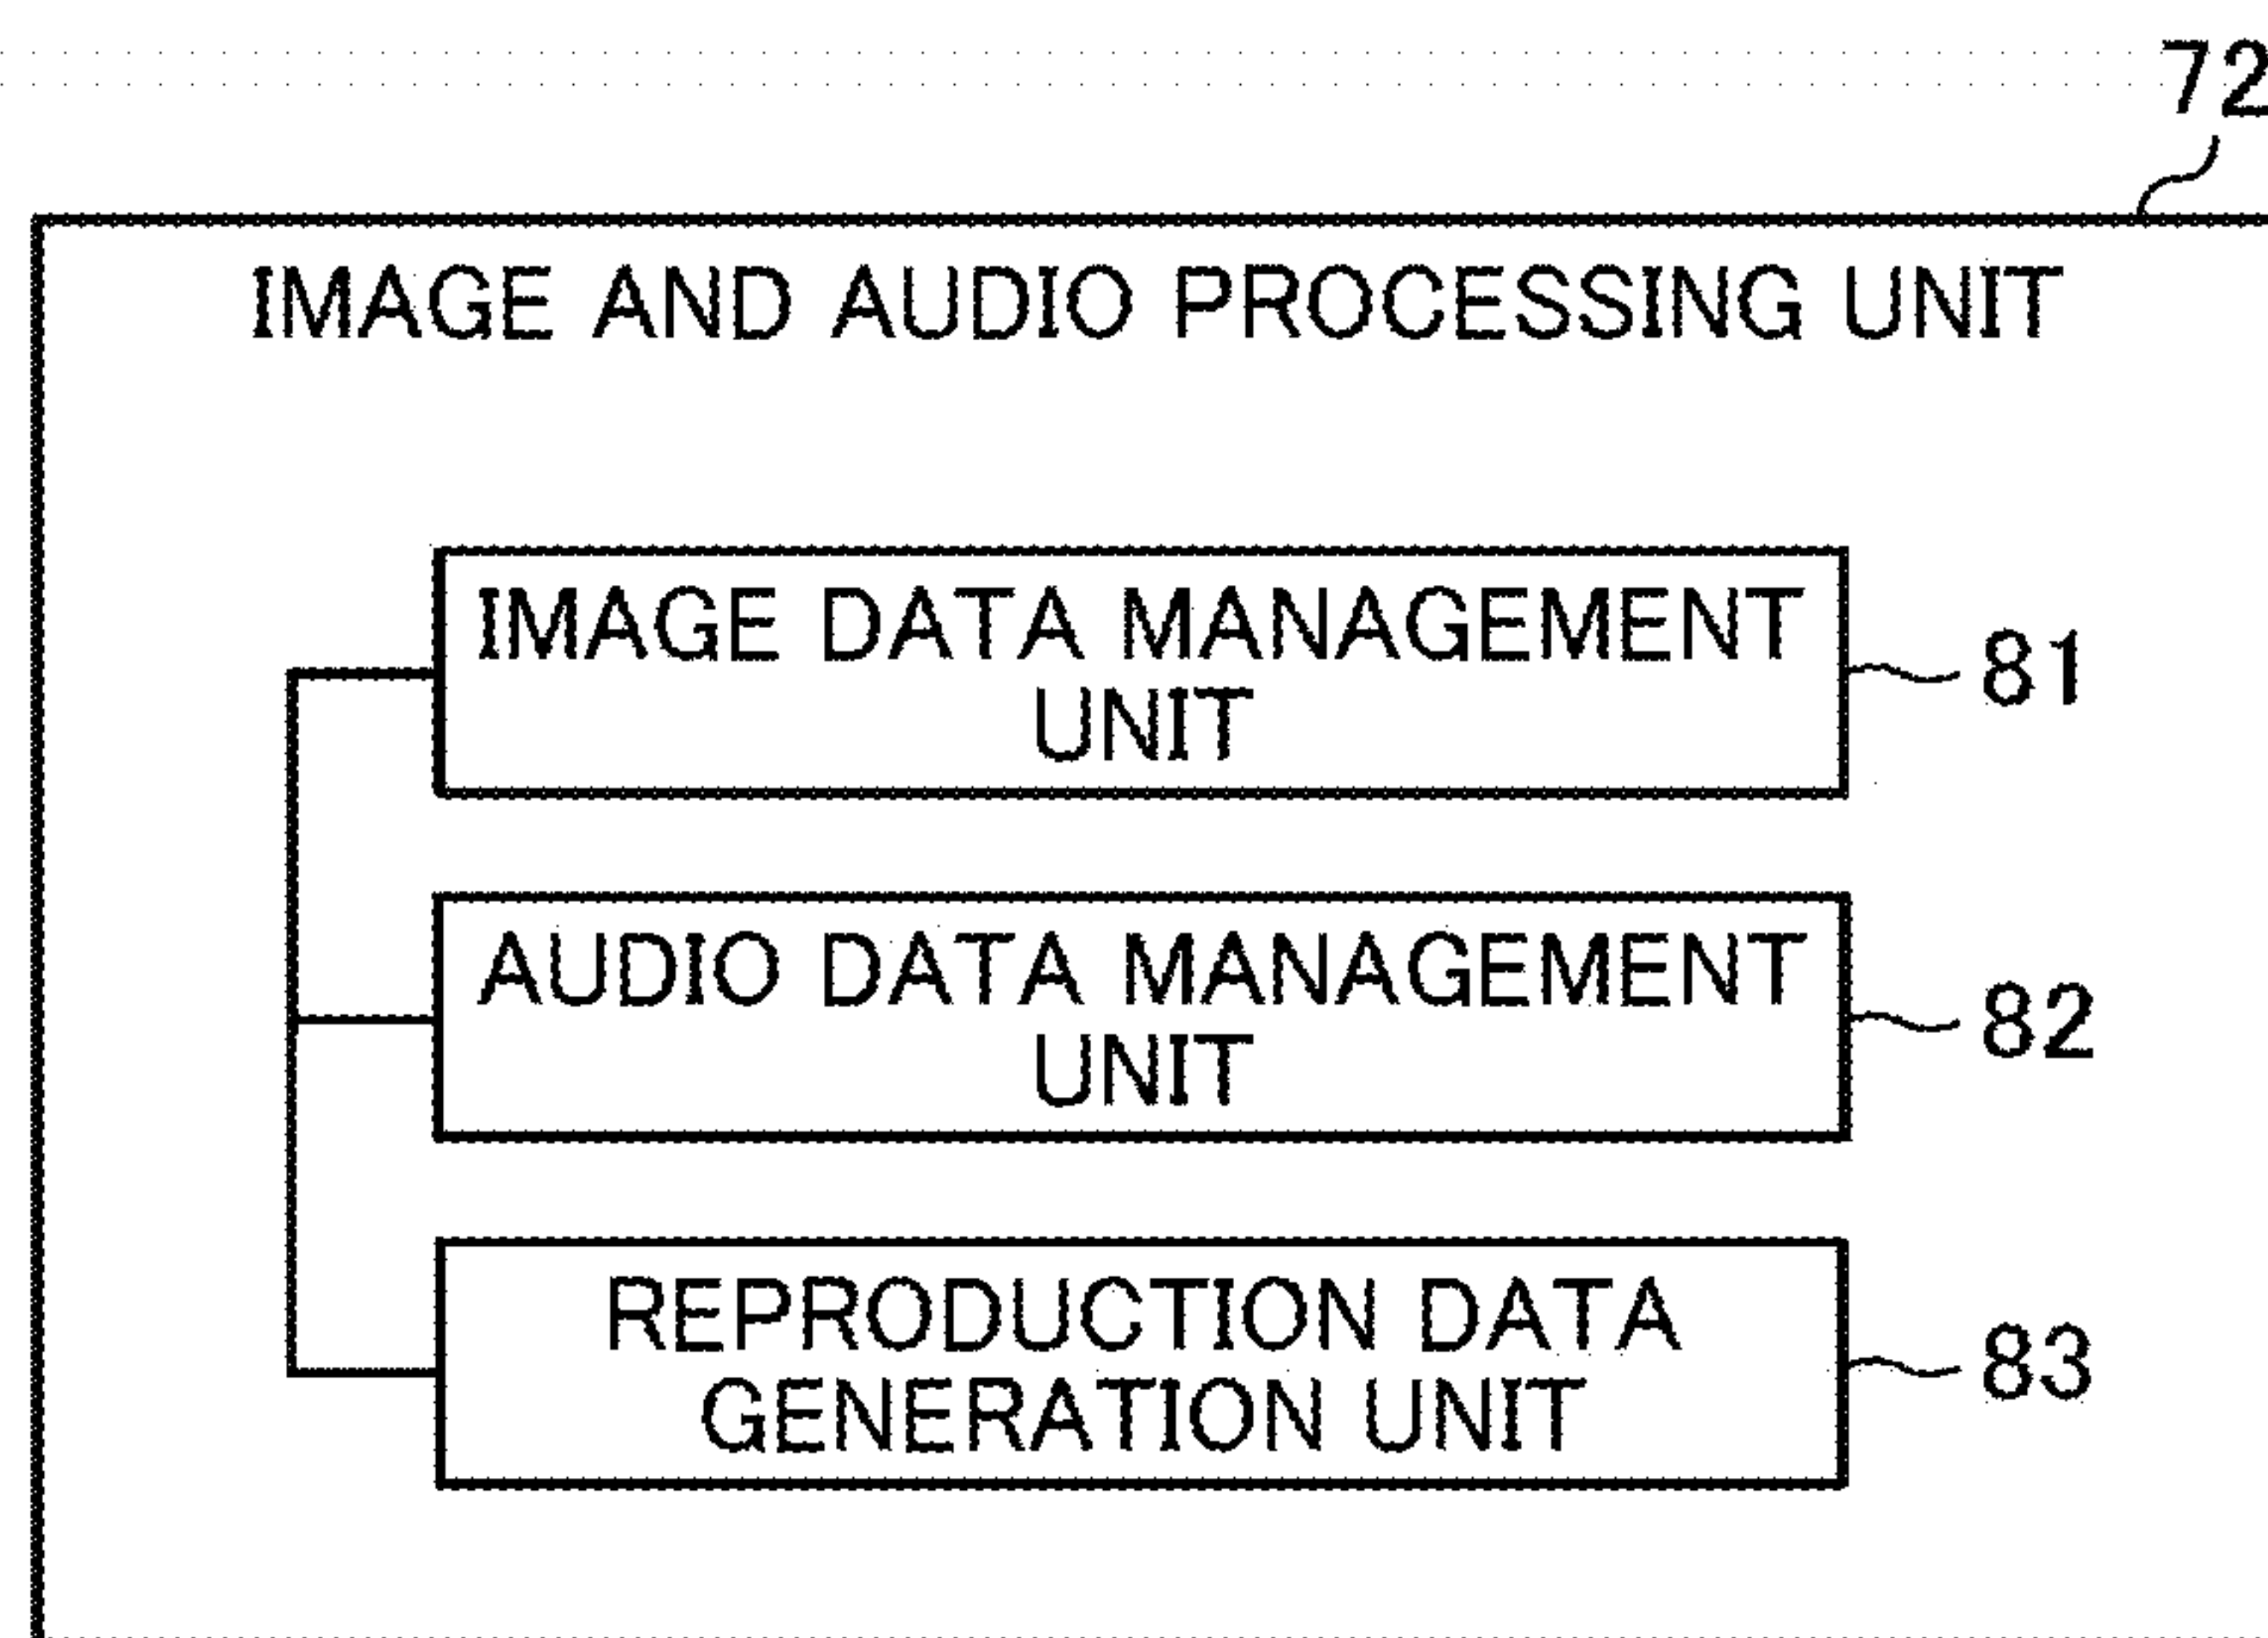 72
IMAGE AND AUDIO PROCESSING UNIT
IMAGE DATA MANAGEMENT
UNIT
81
AUDIO DATA MANAGEMENT
UNIT
82
REPRODUCTION DATA
GENERATION UNIT
83